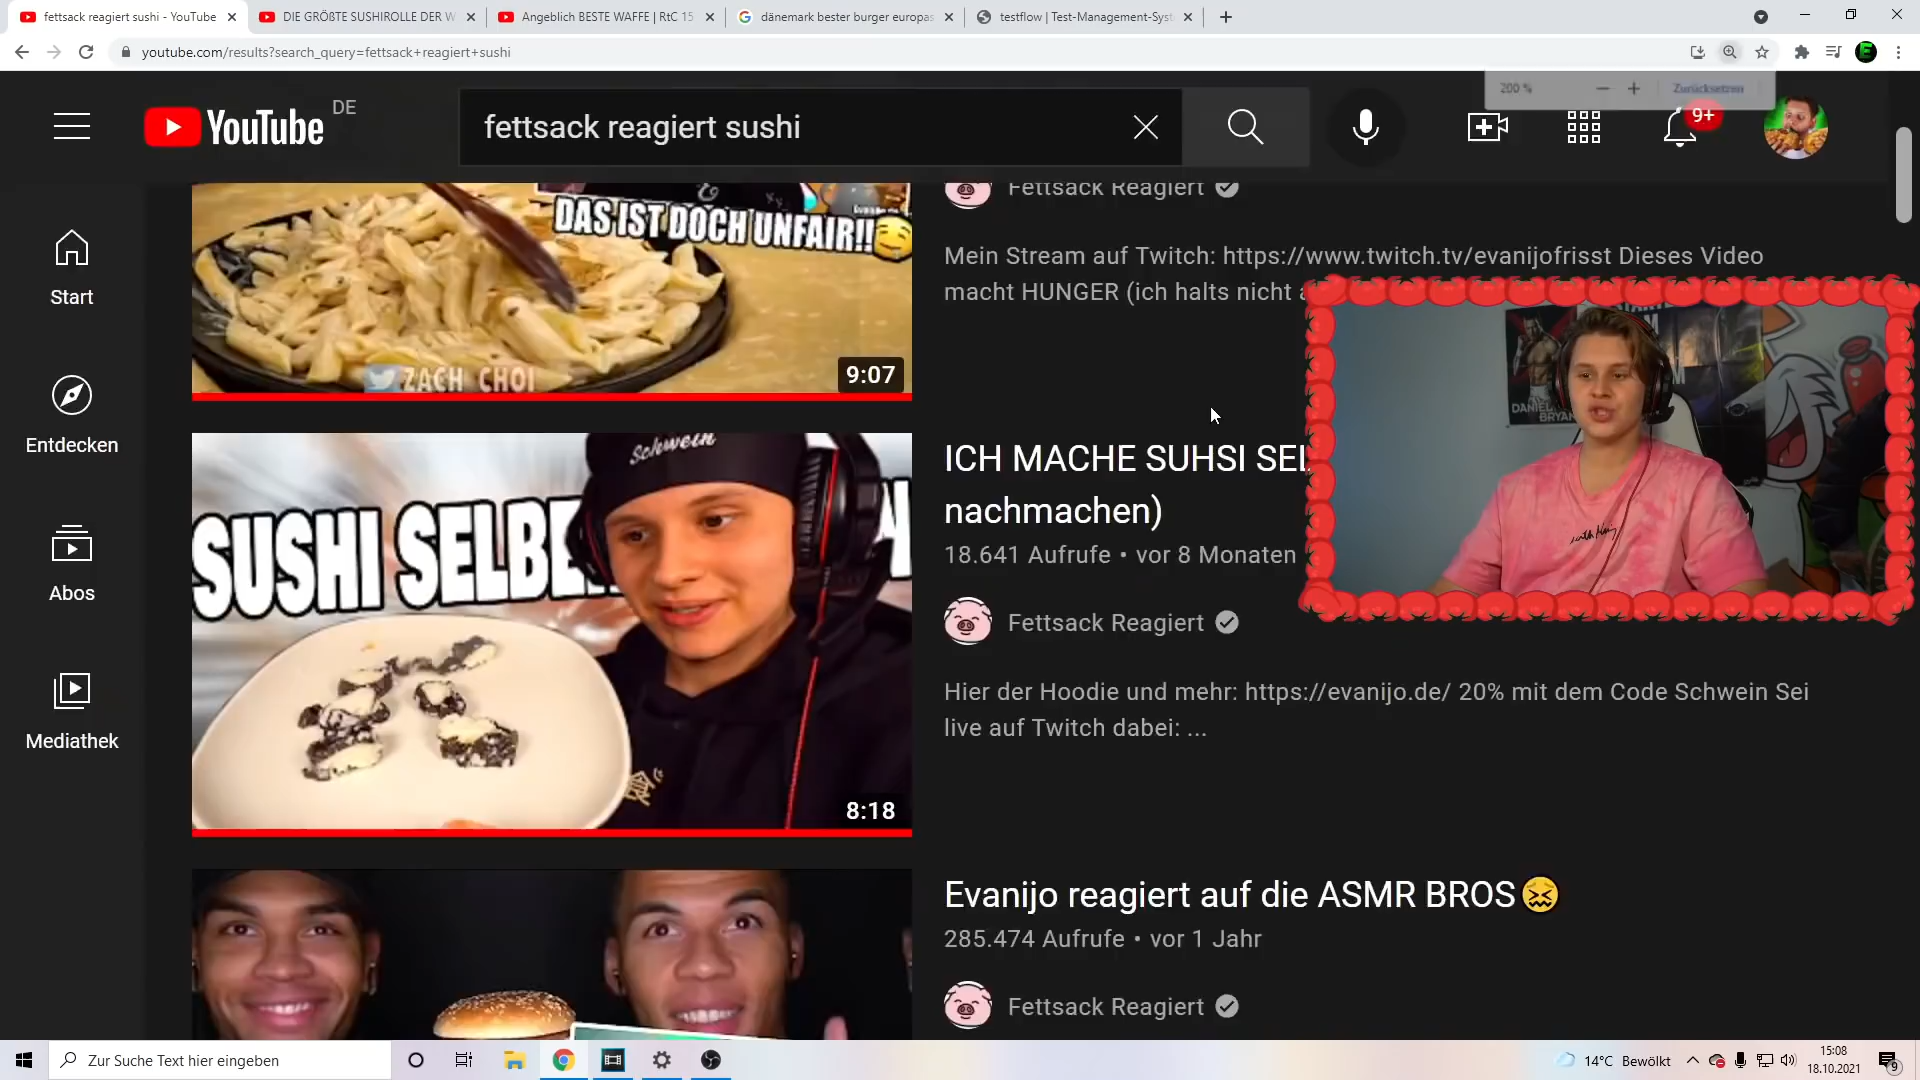 fettsack reagiert sushi - YouTube
DIE GRÖßTE SUSHIROLLE DER W
Angeblich BESTE WAFFE | RtC 15
dänemark bester burger europas
testflow | Test-Management-Syst
youtube.com/results?search_query=fettsack+reagiert+sushi
200 %
Zurücksetzen
YouTube
DE
fettsack reagiert sushi
9+
Start
Entdecken
Abos
Mediathek
DAS IST DOCH UNFAIR!!
ZACH CHOI
9:07
Fettsack Reagiert
Mein Stream auf Twitch: https://www.twitch.tv/evanijofrisst Dieses Video
macht HUNGER (ich halts nicht
DANIEL
BRYAN
Schwein
SUSHI SELBE
8:18
ICH MACHE SUHSI SEL
nachmachen)
18.641 Aufrufe • vor 8 Monaten
Fettsack Reagiert
Hier der Hoodie und mehr: https://evanijo.de/ 20% mit dem Code Schwein Sei
live auf Twitch dabei: ...
Evanijo reagiert auf die ASMR BROS
285.474 Aufrufe • vor 1 Jahr
Fettsack Reagiert
Zur Suche Text hier eingeben
14°C Bewölkt
15:08
18.10.2021
9